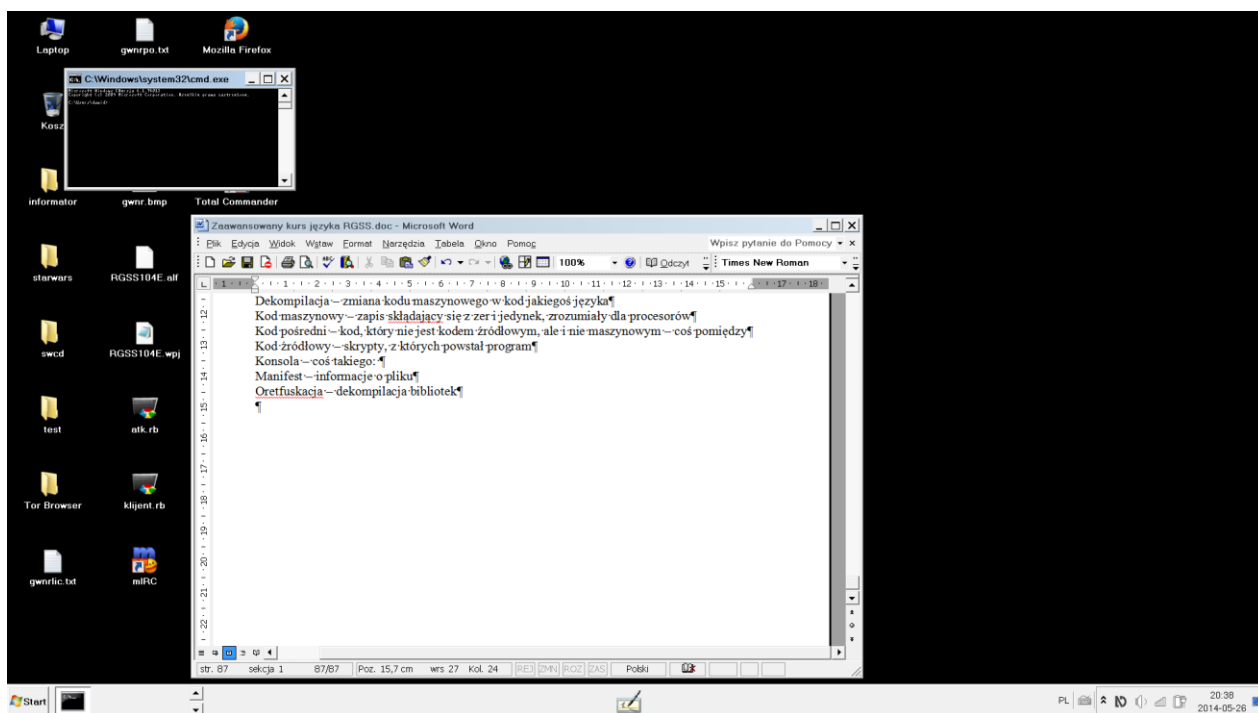 Laptop
gwnrpo.txt
Mozilla Firefox
C:\Windows\system32\cmd.exe
Kosz
informator
gwnr.bmp
Total Commander
Zaawansowany kurs języka RGSS.doc - Microsoft Word
Plik Edycja Widok Wstaw Format Narzędzia Tabela Okno Pomoc
Wpisz pytanie do Pomocy
100%
Odczyt
Times New Roman
starwars
RGSS104E.alf
Dekompilacja – zmiana kodu maszynowego w kod jakiegoś języka¶
Kod maszynowy – zapis składający się z zer i jedynek, zrozumiały dla procesorów¶
Kod pośredni – kod, który nie jest kodem źródłowym, ale i nie maszynowym – coś pomiędzy¶
Kod źródłowy – skrypty, z których powstał program¶
Konsola – coś takiego: ¶
Manifest – informacje o pliku¶
Oretfuskacja – dekompilacja bibliotek¶
¶
swcd
RGSS104E.wpj
test
atk.rb
Tor Browser
klijent.rb
gwnrlic.txt
mIRC
str. 87 sekcja 1 87/87 Poz. 15,7 cm wrs 27 Kol. 24 REJ ZMN ROZ ZAS Polski
Start
PL
20:38
2014-05-26